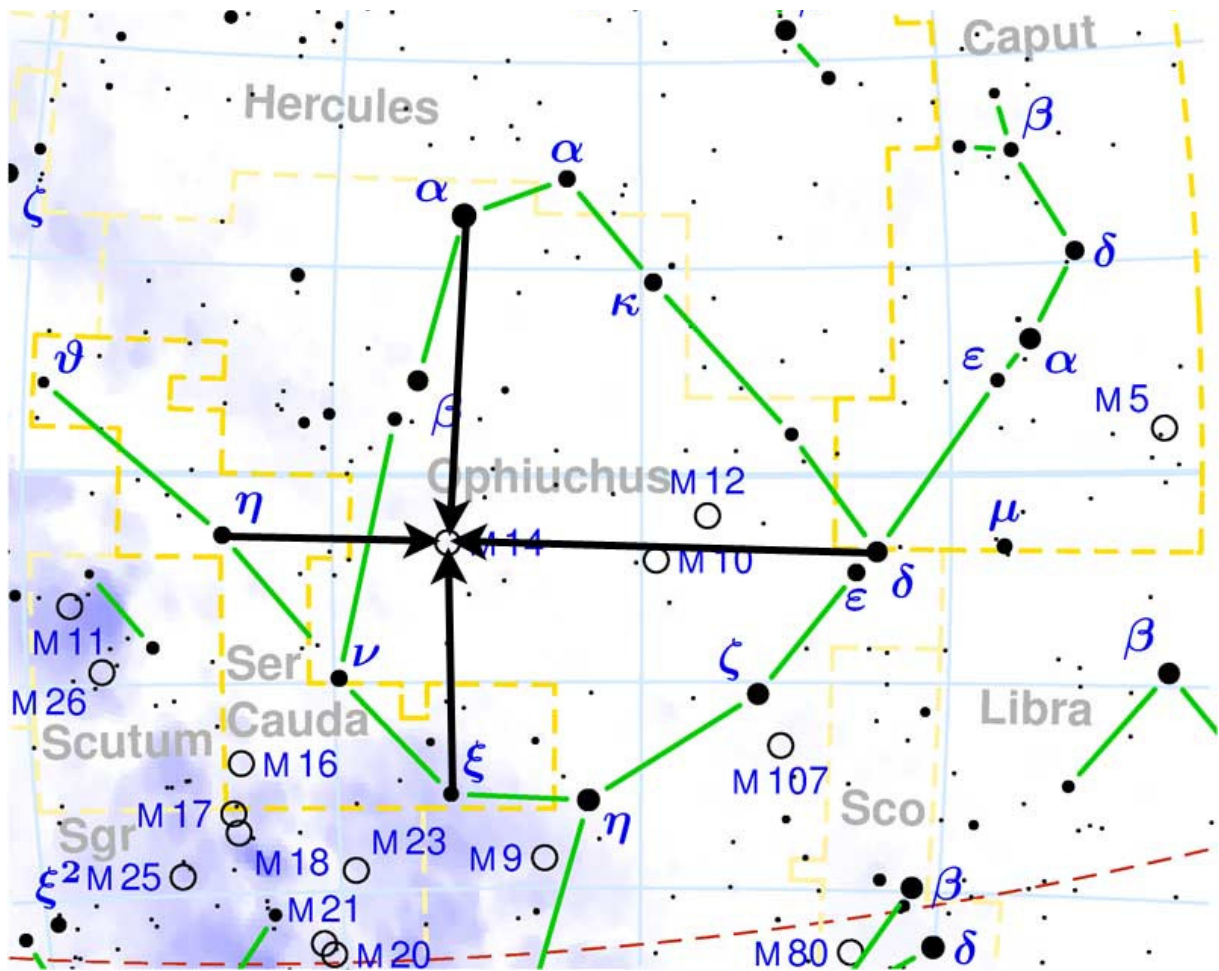 Caput
Hercules
β
α
α
ζ
δ
κ
ϑ
ε
α
M 5
β
Ophiuchus
M 12
η
μ
M 14
M 10
ε
δ
M 11
β
Ser
ν
ζ
M 26
Libra
Cauda
Scutum
ξ
M 16
M 107
M 17
Sco
η
Sgr
M 23
M 18
M 9
ξ² M 25
β
M 21
M 20
M 80
δ